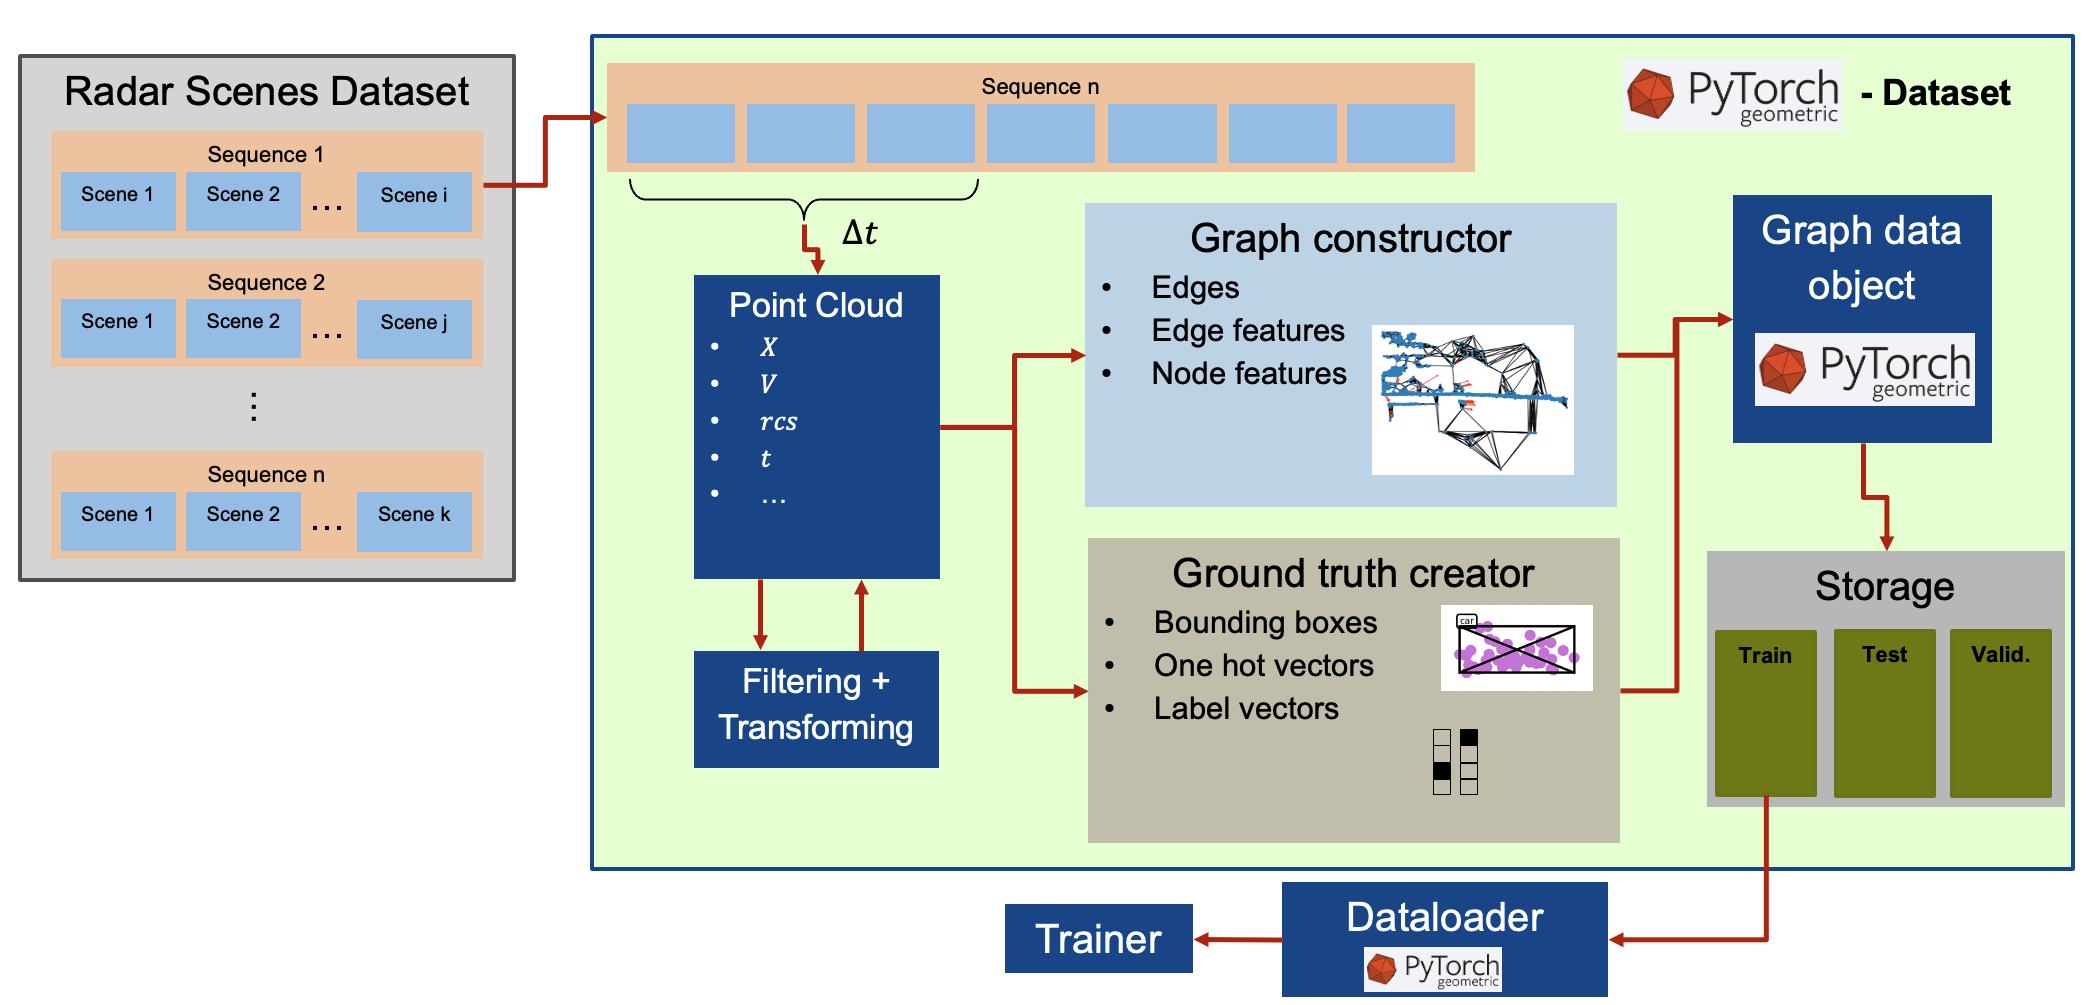 Radar Scenes Dataset
Sequence 1
Scene 1
Scene 2
...
Scene i
Sequence 2
Scene 1
Scene 2
...
Scene j
⋮
Sequence n
Scene 1
Scene 2
...
Scene k
Sequence n
PyTorch
geometric
- Dataset
Δt
Point Cloud
• X
• V
• rcs
• t
• ...
Filtering +
Transforming
Graph constructor
• Edges
• Edge features
• Node features
Ground truth creator
• Bounding boxes
• One hot vectors
• Label vectors
car
Graph data
object
PyTorch
geometric
Storage
Train
Test
Valid.
Dataloader
PyTorch
geometric
Trainer